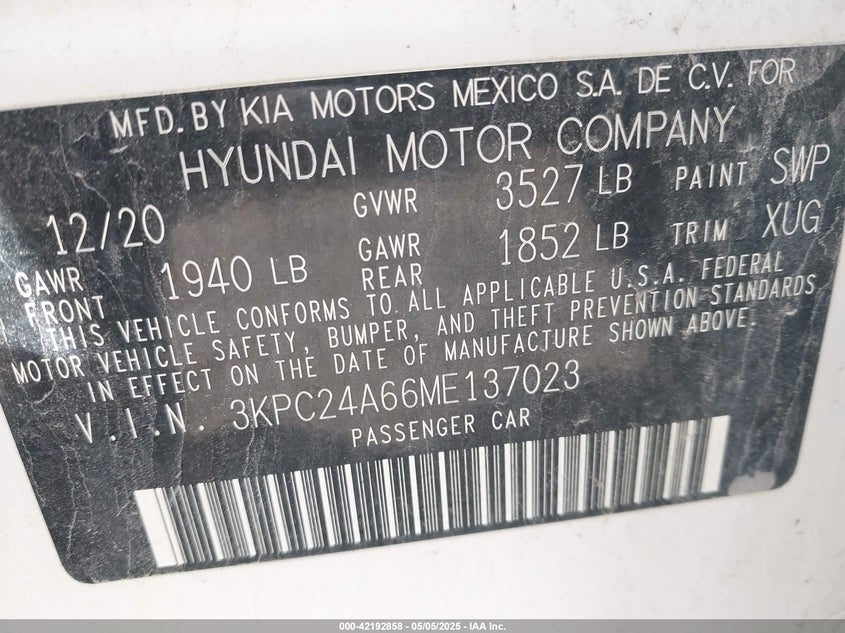 MFD. BY KIA MOTORS MEXICO S.A. DE C.V. FOR
HYUNDAI MOTOR COMPANY
12/20 GVWR 3527 LB PAINT SWP
GAWR FRONT 1940 LB GAWR REAR 1852 LB TRIM XUG
THIS VEHICLE CONFORMS TO ALL APPLICABLE U.S.A. FEDERAL
MOTOR VEHICLE SAFETY, BUMPER, AND THEFT PREVENTION STANDARDS
IN EFFECT ON THE DATE OF MANUFACTURE SHOWN ABOVE.
V.I.N. 3KPC24A66ME137023
PASSENGER CAR
000-42192858 - 05/05/2025 - IAA Inc.